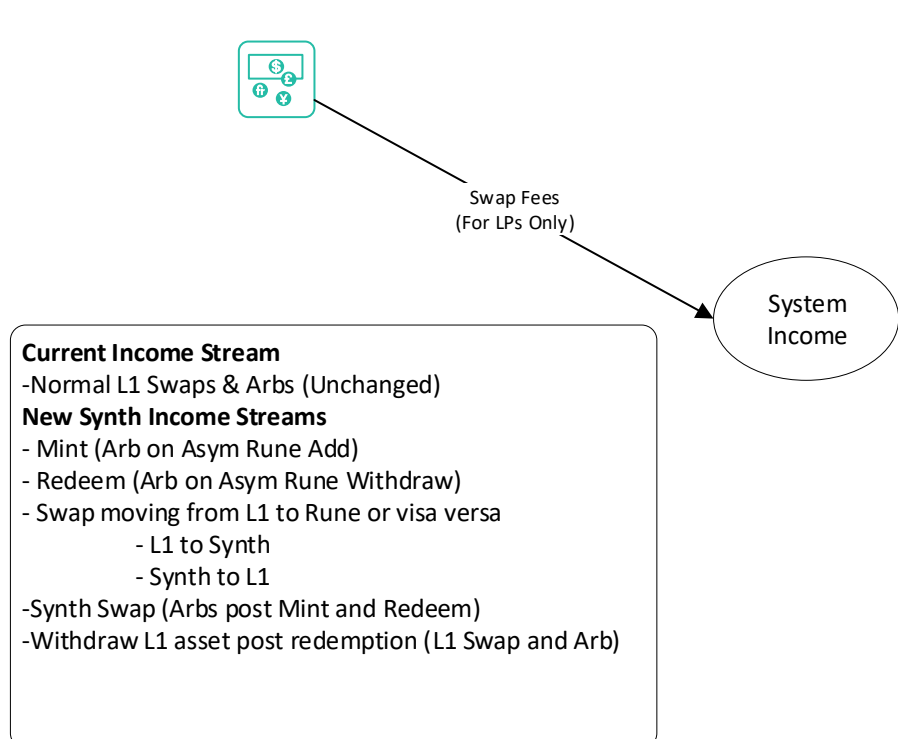 Swap Fees
(For LPs Only)
System
Income
Current Income Stream
-Normal L1 Swaps & Arbs (Unchanged)
New Synth Income Streams
- Mint (Arb on Asym Rune Add)
- Redeem (Arb on Asym Rune Withdraw)
- Swap moving from L1 to Rune or visa versa
- L1 to Synth
- Synth to L1
-Synth Swap (Arbs post Mint and Redeem)
-Withdraw L1 asset post redemption (L1 Swap and Arb)